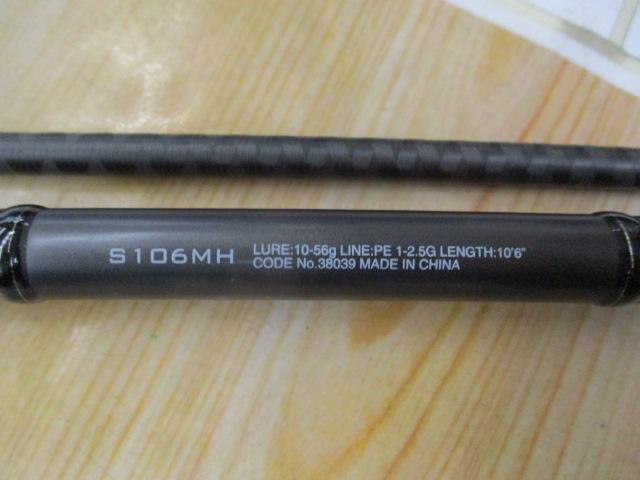 S106MH
LURE:10-56g LINE:PE 1-2.5G LENGTH:10'6"
CODE No.38039 MADE IN CHINA